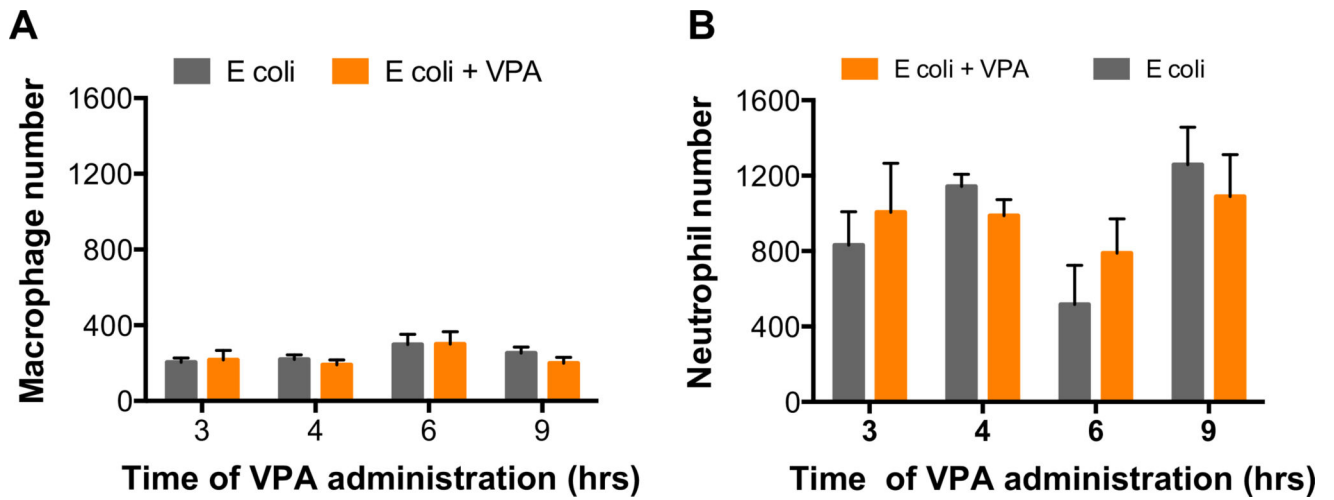 A
E coli
E coli + VPA
Macrophage number
1600
1200
800
400
0
3 4 6 9
Time of VPA administration (hrs)
B
E coli + VPA
E coli
Neutrophil number
1600
1200
800
400
0
3 4 6 9
Time of VPA administration (hrs)